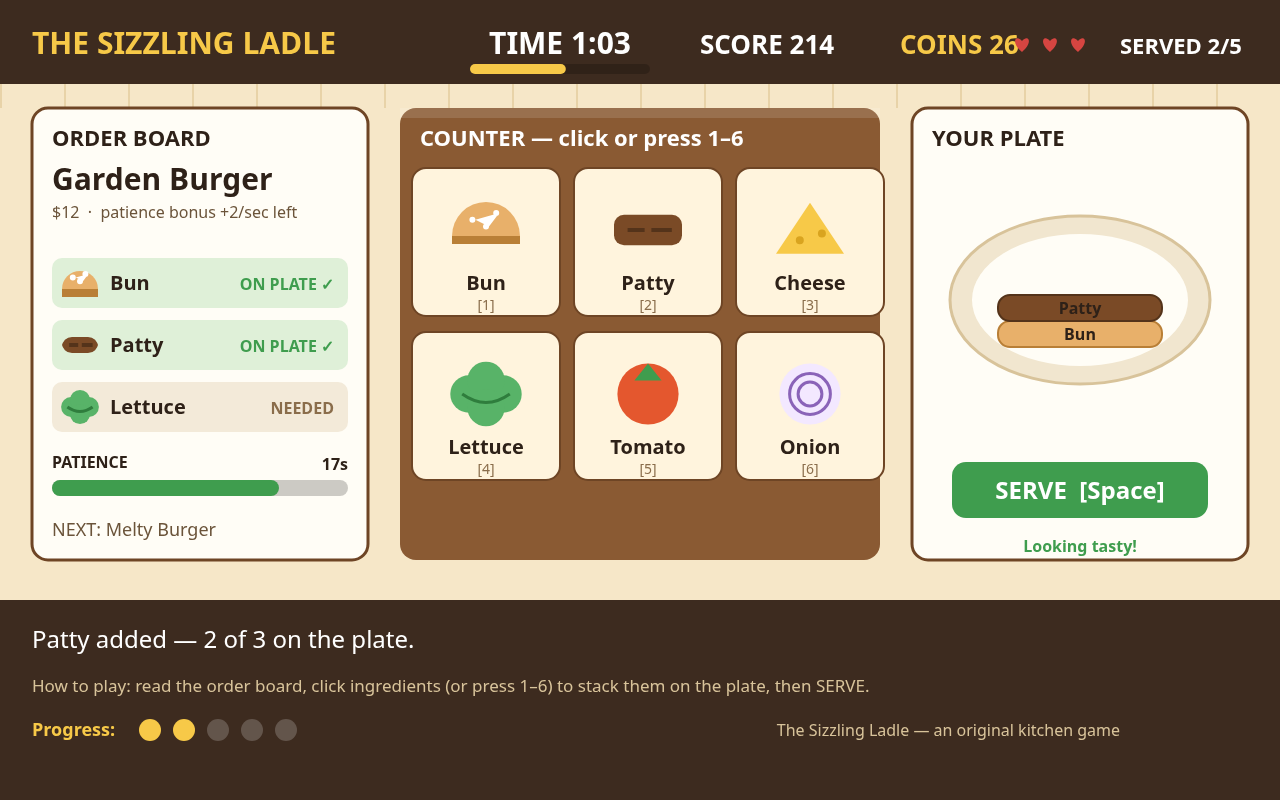 THE SIZZLING LADLE
TIME 1:03
SCORE 214
COINS 26
SERVED 2/5
ORDER BOARD
Garden Burger
$12 · patience bonus +2/sec left
Bun ON PLATE ✓
Patty ON PLATE ✓
Lettuce NEEDED
PATIENCE 17s
NEXT: Melty Burger
COUNTER — click or press 1–6
Bun
[1]
Patty
[2]
Cheese
[3]
Lettuce
[4]
Tomato
[5]
Onion
[6]
YOUR PLATE
Patty
Bun
SERVE [Space]
Looking tasty!
Patty added — 2 of 3 on the plate.
How to play: read the order board, click ingredients (or press 1–6) to stack them on the plate, then SERVE.
Progress:
The Sizzling Ladle — an original kitchen game